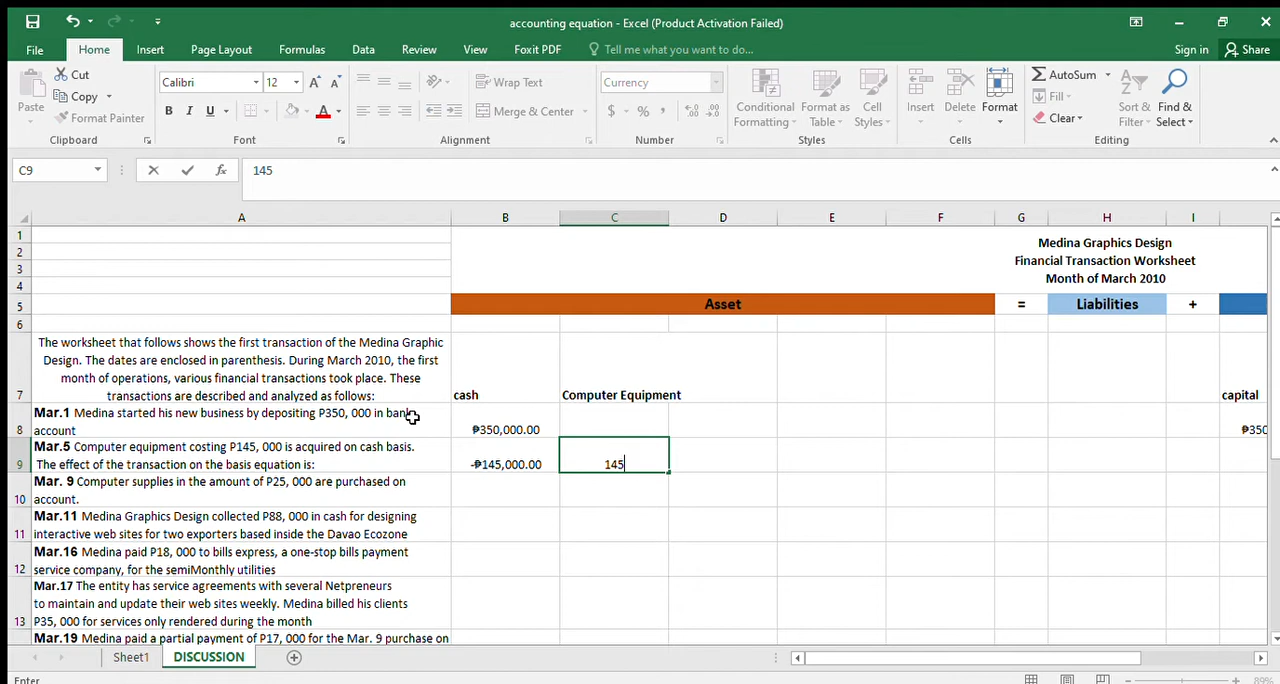 accounting equation - Excel (Product Activation Failed)
File Home Insert Page Layout Formulas Data Review View Foxit PDF Tell me what you want to do... Sign in Share
Cut
Copy
Format Painter
Paste
Clipboard
Calibri 12
B I U
Font
Wrap Text
Merge & Center
Alignment
Currency
$ % ,
Number
Conditional Formatting
Format as Table
Cell Styles
Styles
Insert Delete Format
Cells
AutoSum
Fill
Clear
Sort & Filter
Find & Select
Editing
C9 fx 145
A B C D E F G H I
1
2
3
4
Medina Graphics Design
Financial Transaction Worksheet
Month of March 2010
5 Asset = Liabilities +
6
The worksheet that follows shows the first transaction of the Medina Graphic
Design. The dates are enclosed in parenthesis. During March 2010, the first
month of operations, various financial transactions took place. These
7 transactions are described and analyzed as follows: cash Computer Equipment capital
Mar.1 Medina started his new business by depositing P350, 000 in bank
8 account ₱350,000.00 ₱350
Mar.5 Computer equipment costing P145, 000 is acquired on cash basis.
9 The effect of the transaction on the basis equation is: -₱145,000.00 145
Mar. 9 Computer supplies in the amount of P25, 000 are purchased on
10 account.
Mar.11 Medina Graphics Design collected P88, 000 in cash for designing
11 interactive web sites for two exporters based inside the Davao Ecozone
Mar.16 Medina paid P18, 000 to bills express, a one-stop bills payment
12 service company, for the semiMonthly utilities
Mar.17 The entity has service agreements with several Netpreneurs
to maintain and update their web sites weekly. Medina billed his clients
13 P35, 000 for services only rendered during the month
Mar.19 Medina paid a partial payment of P17, 000 for the Mar. 9 purchase on
Sheet1 DISCUSSION
Enter 89%